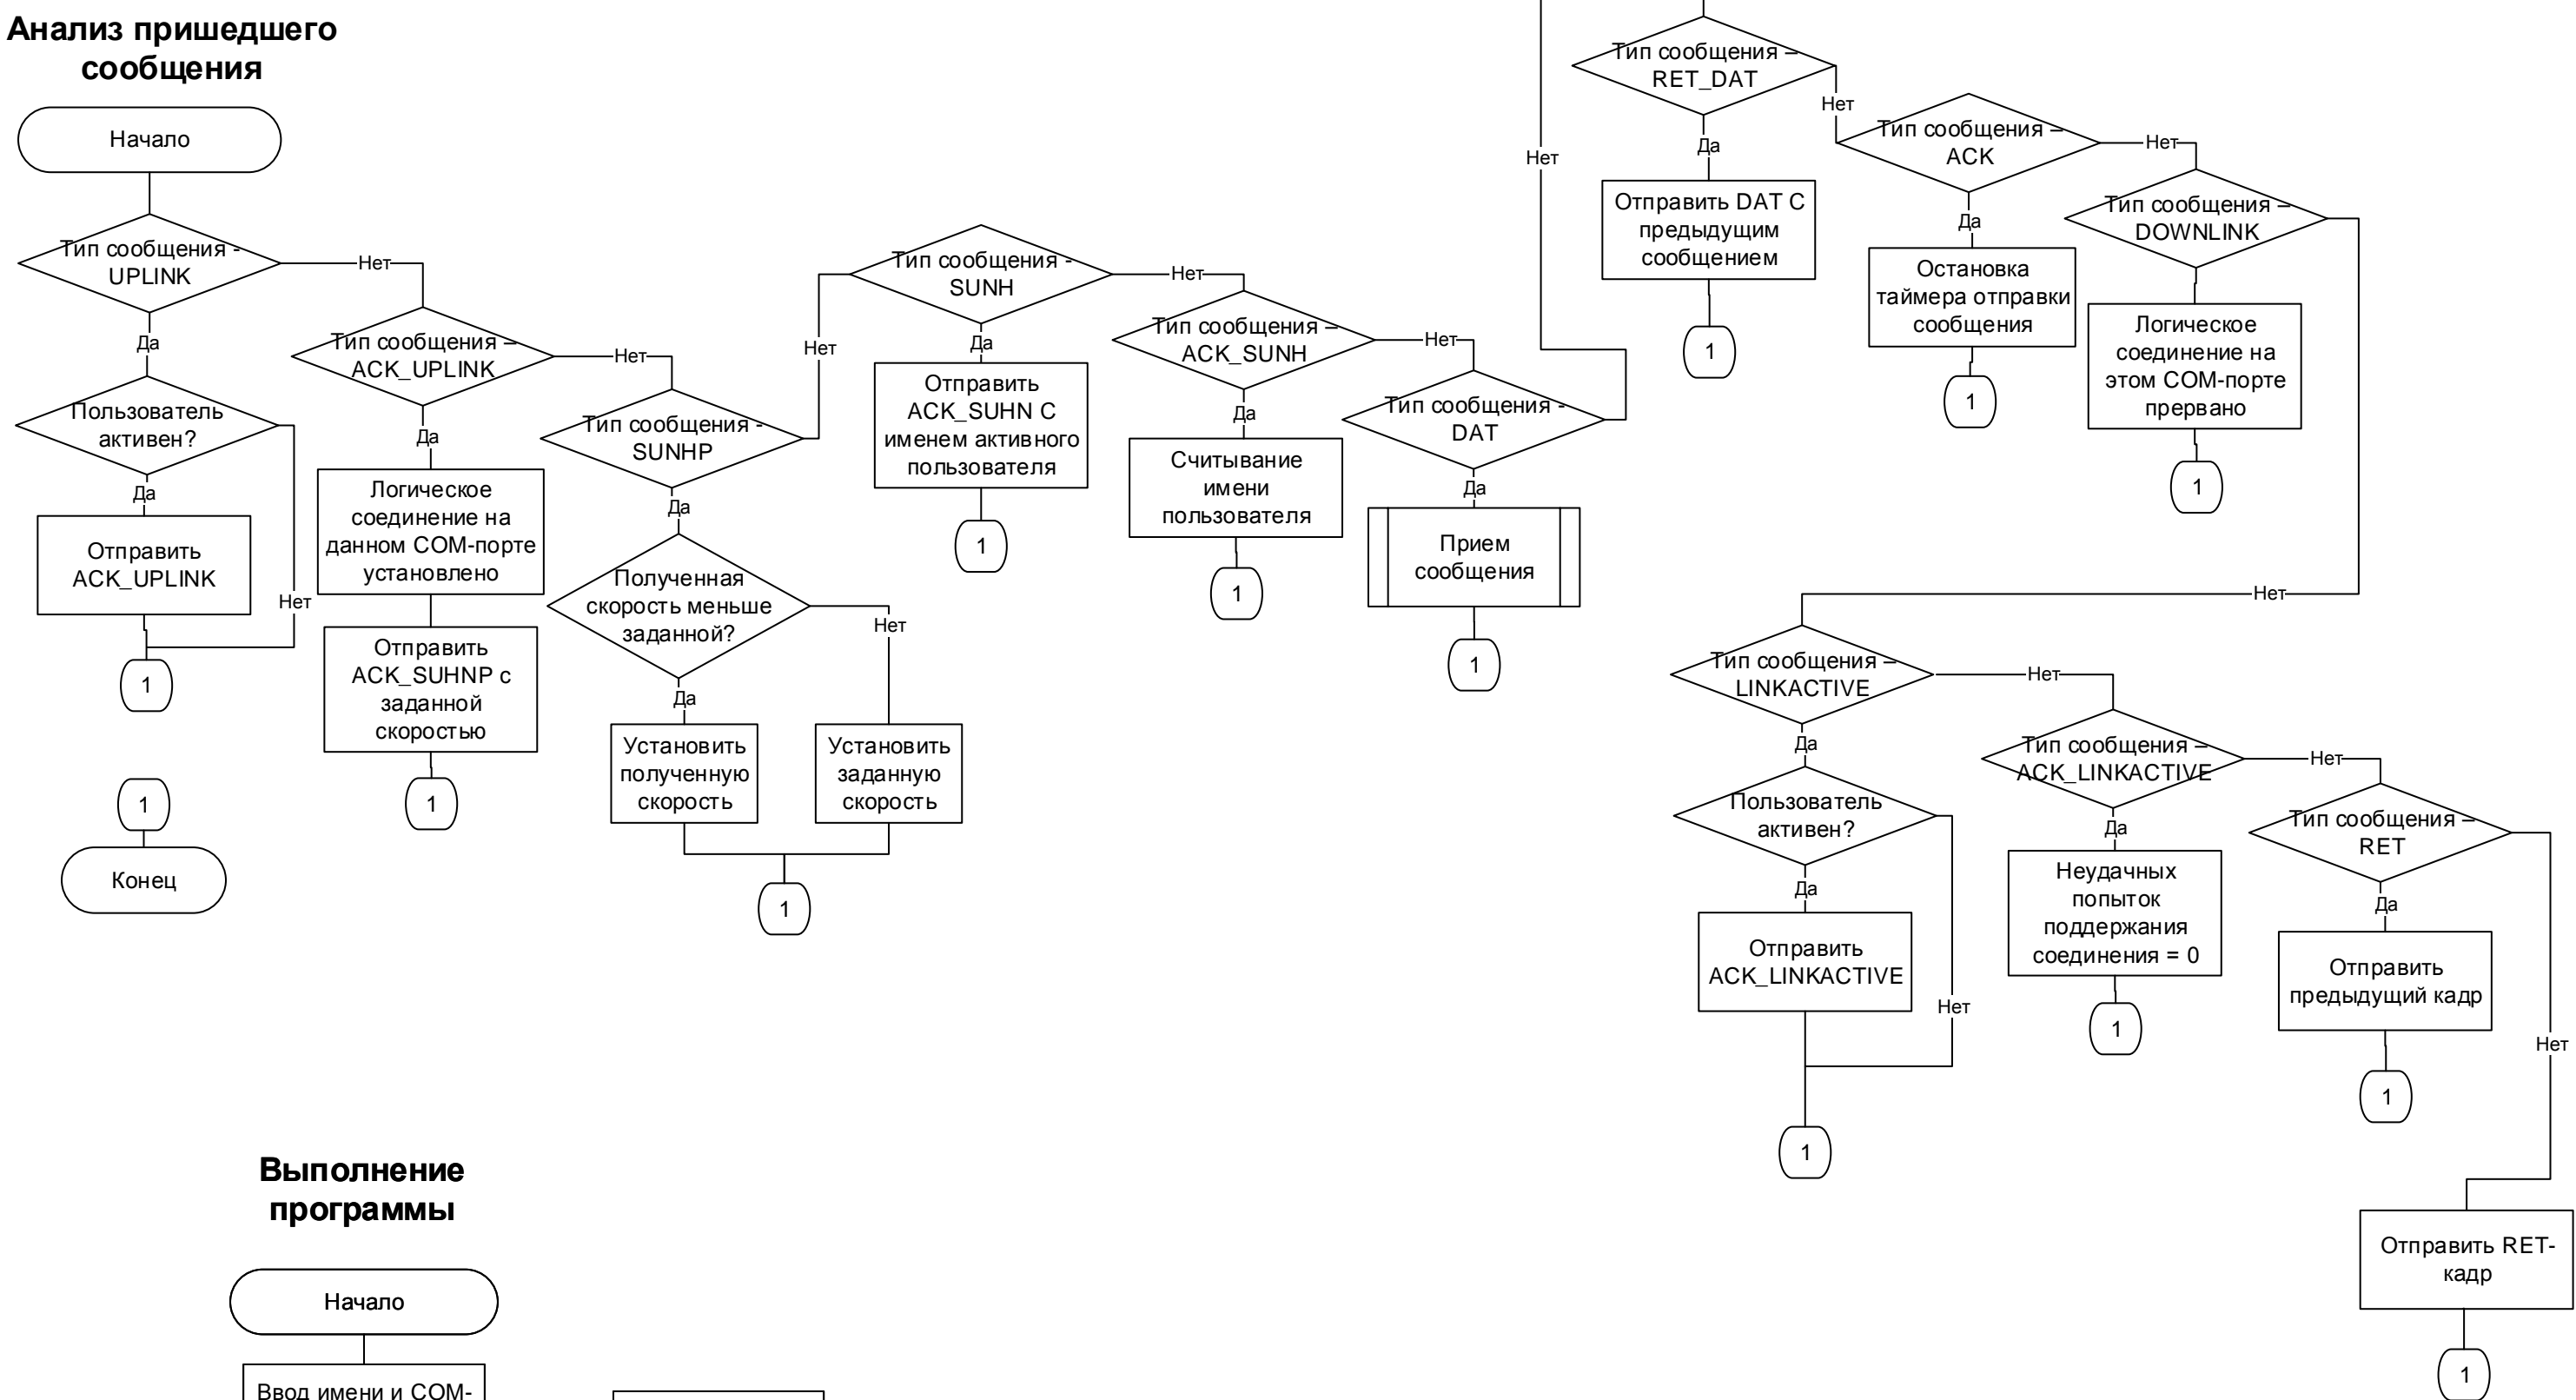 Анализ пришедшего
сообщения
Начало
Тип сообщения -
UPLINK
Нет
Да
Пользователь
активен?
Да
Отправить
ACK_UPLINK
Нет
1
1
Конец
Тип сообщения –
ACK_UPLINK
Нет
Да
Логическое
соединение на
данном COM-порте
установлено
Отправить
ACK_SUHNP с
заданной
скоростью
1
Тип сообщения -
SUNHP
Нет
Да
Полученная
скорость меньше
заданной?
Нет
Да
Установить
полученную
скорость
Установить
заданную
скорость
1
Тип сообщения -
SUNH
Нет
Да
Отправить
ACK_SUHN С
именем активного
пользователя
1
Тип сообщения –
ACK_SUNH
Нет
Да
Считывание
имени
пользователя
1
Тип сообщения -
DAT
Нет
Да
Прием
сообщения
1
Тип сообщения –
RET_DAT
Нет
Да
Отправить DAT С
предыдущим
сообщением
1
Тип сообщения –
ACK
Нет
Да
Остановка
таймера отправки
сообщения
1
Тип сообщения –
DOWNLINK
Логическое
соединение на
этом COM-порте
прервано
1
Нет
Тип сообщения –
LINKACTIVE
Нет
Да
Пользователь
активен?
Да
Отправить
ACK_LINKACTIVE
Нет
1
Тип сообщения –
ACK_LINKACTIVE
Нет
Да
Неудачных
попыток
поддержания
соединения = 0
1
Тип сообщения –
RET
Да
Отправить
предыдущий кадр
1
Нет
Отправить RET-
кадр
1
Выполнение
программы
Начало
Ввод имени и COM-